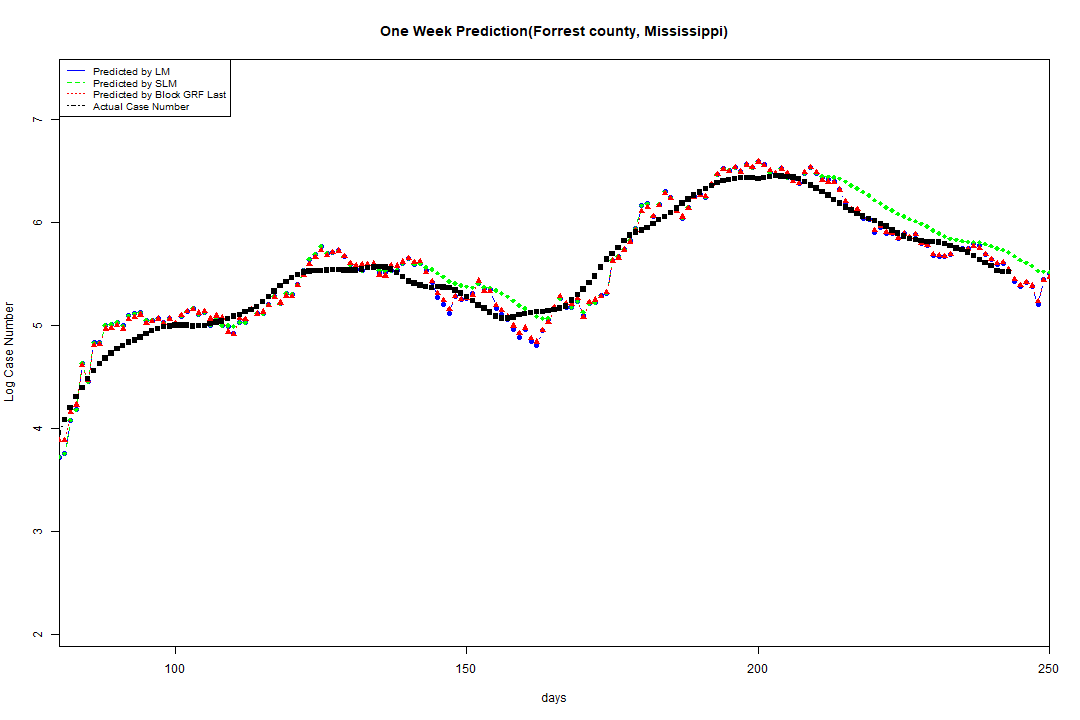 One Week Prediction(Forrest county, Mississippi)
Predicted by LM
Predicted by SLM
Predicted by Block GRF Last
Actual Case Number
7
6
5
4
3
2
Log Case Number
100 150 200 250
days